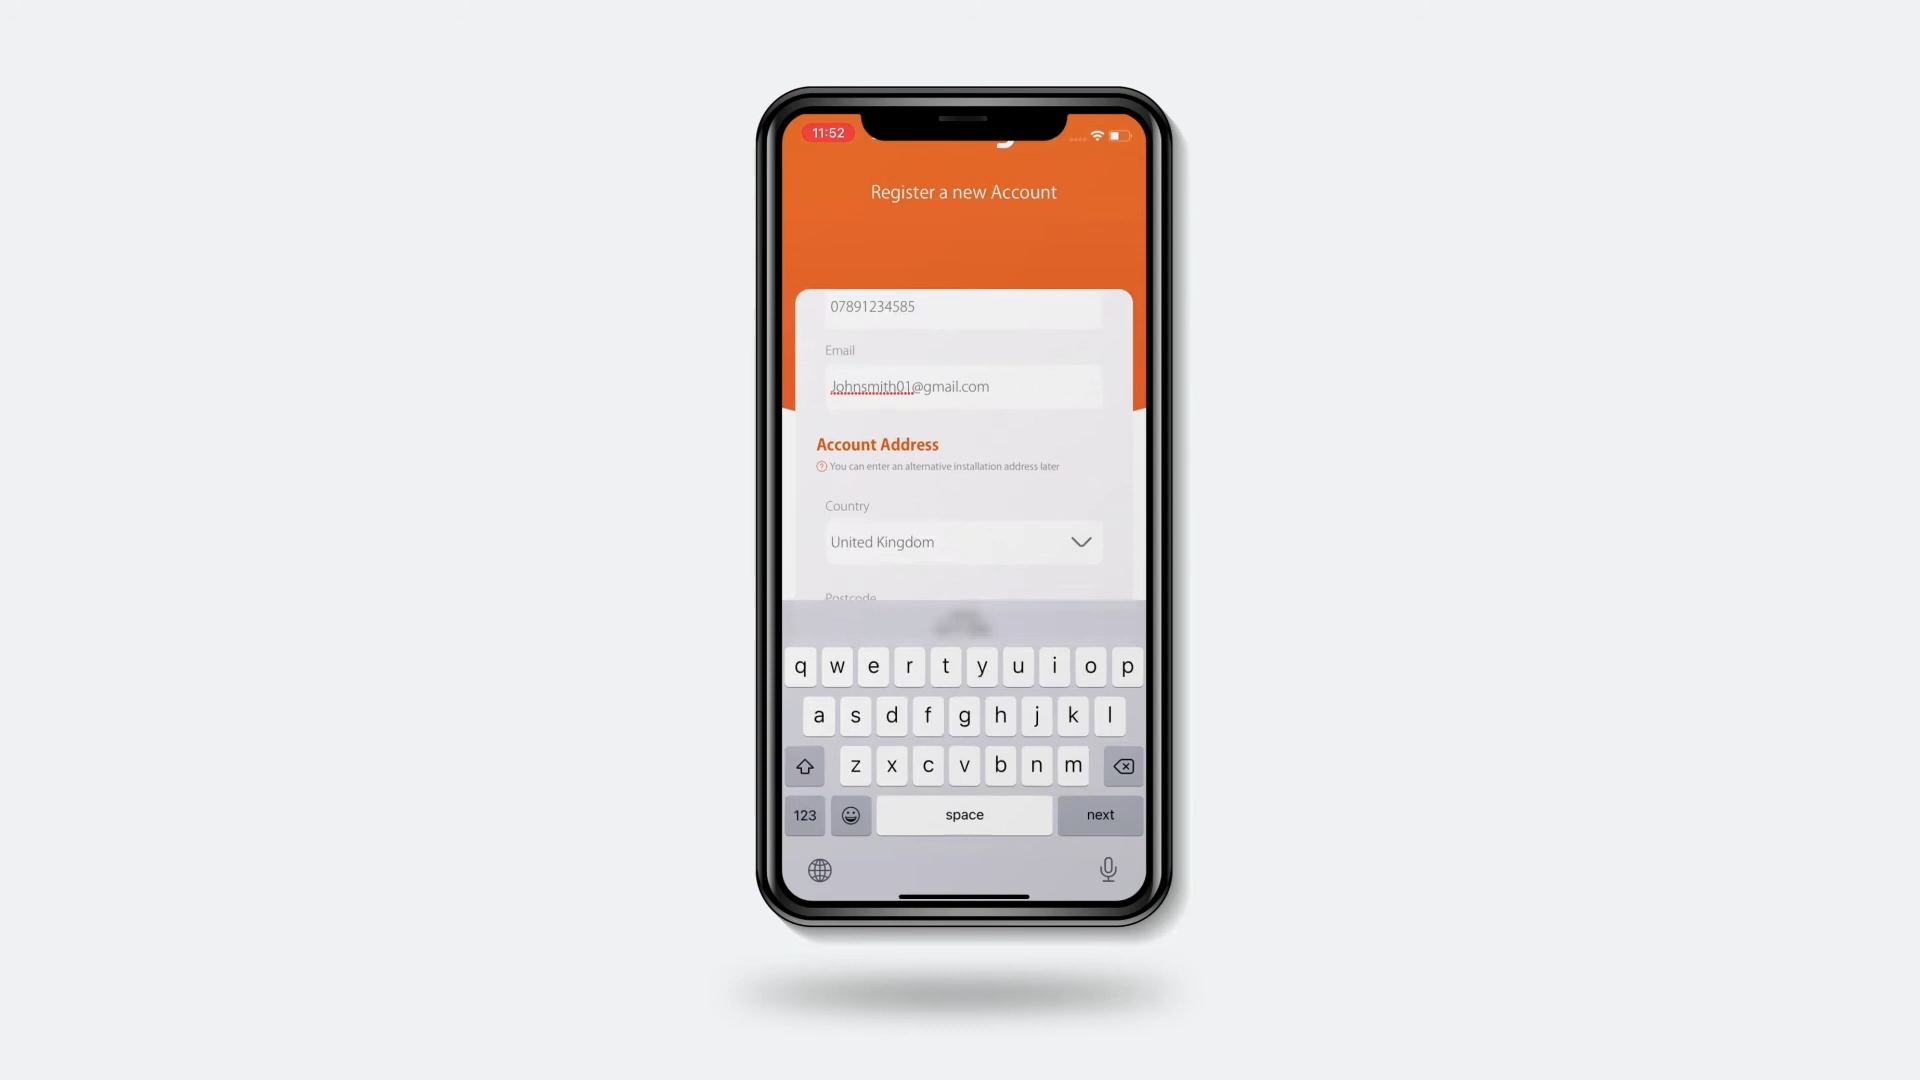 11:52
Register a new Account
07891234585
Email
Johnsmith01@gmail.com
Account Address
? You can enter an alternative installation address later
Country
United Kingdom
Postcode
q w e r t y u i o p
a s d f g h j k l
z x c v b n m
123 space next